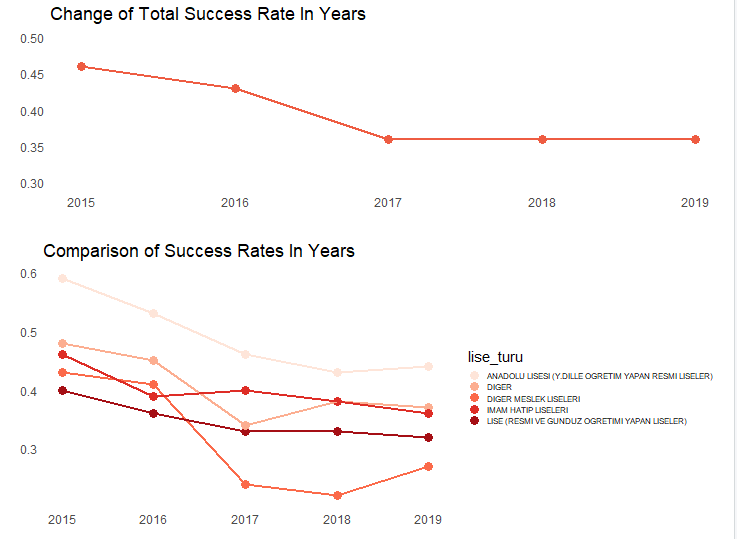 Change of Total Success Rate In Years
0.50
0.45
0.40
0.35
0.30
2015 2016 2017 2018 2019
Comparison of Success Rates In Years
0.6
0.5
0.4
0.3
2015 2016 2017 2018 2019
lise_turu
ANADOLU LISESI (Y.DILLE OGRETIM YAPAN RESMI LISELER)
DIGER
DIGER MESLEK LISELERI
IMAM HATIP LISELERI
LISE (RESMI VE GUNDUZ OGRETIMI YAPAN LISELER)